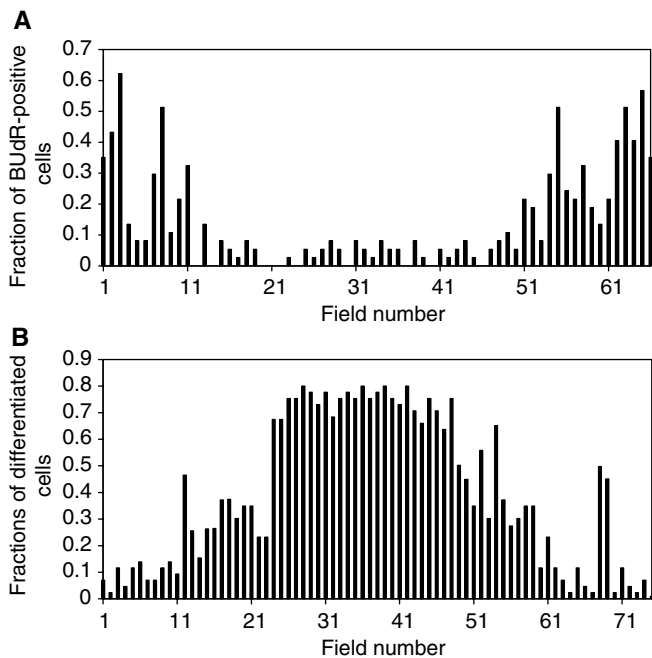 A
Fraction of BUdR-positive
cells
0.7
0.6
0.5
0.4
0.3
0.2
0.1
0
1 11 21 31 41 51 61
Field number
B
Fractions of differentiated
cells
0.9
0.8
0.7
0.6
0.5
0.4
0.3
0.2
0.1
0
1 11 21 31 41 51 61 71
Field number